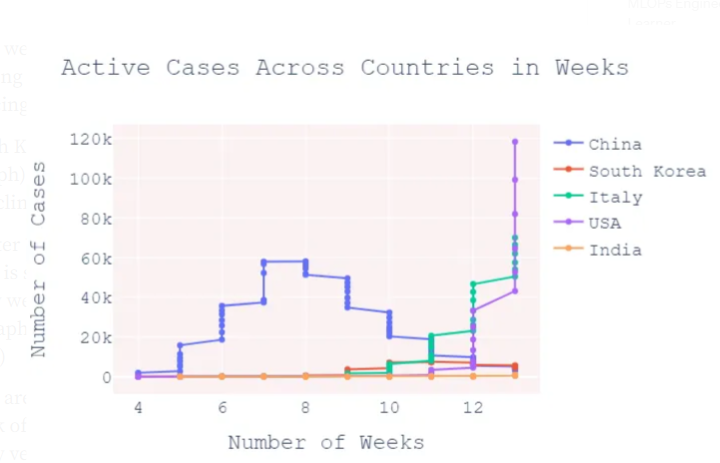 Active Cases Across Countries in Weeks
Number of Cases
120k
100k
80k
60k
40k
20k
0
4 6 8 10 12
Number of Weeks
China
South Korea
Italy
USA
India